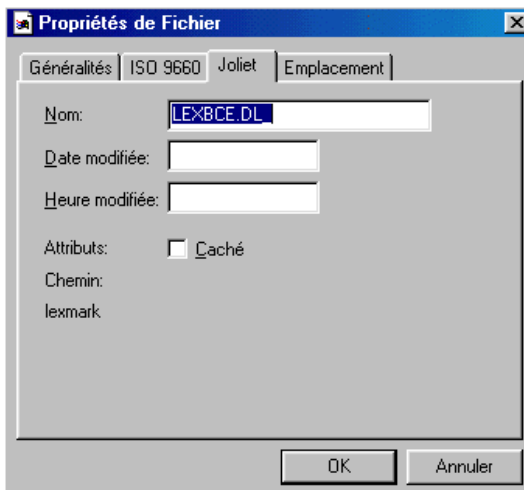 Propriétés de Fichier
Généralités ISO 9660 Joliet Emplacement
Nom: LEXBCE.DL_
Date modifiée:
Heure modifiée:
Attributs: Caché
Chemin:
lexmark
OK Annuler